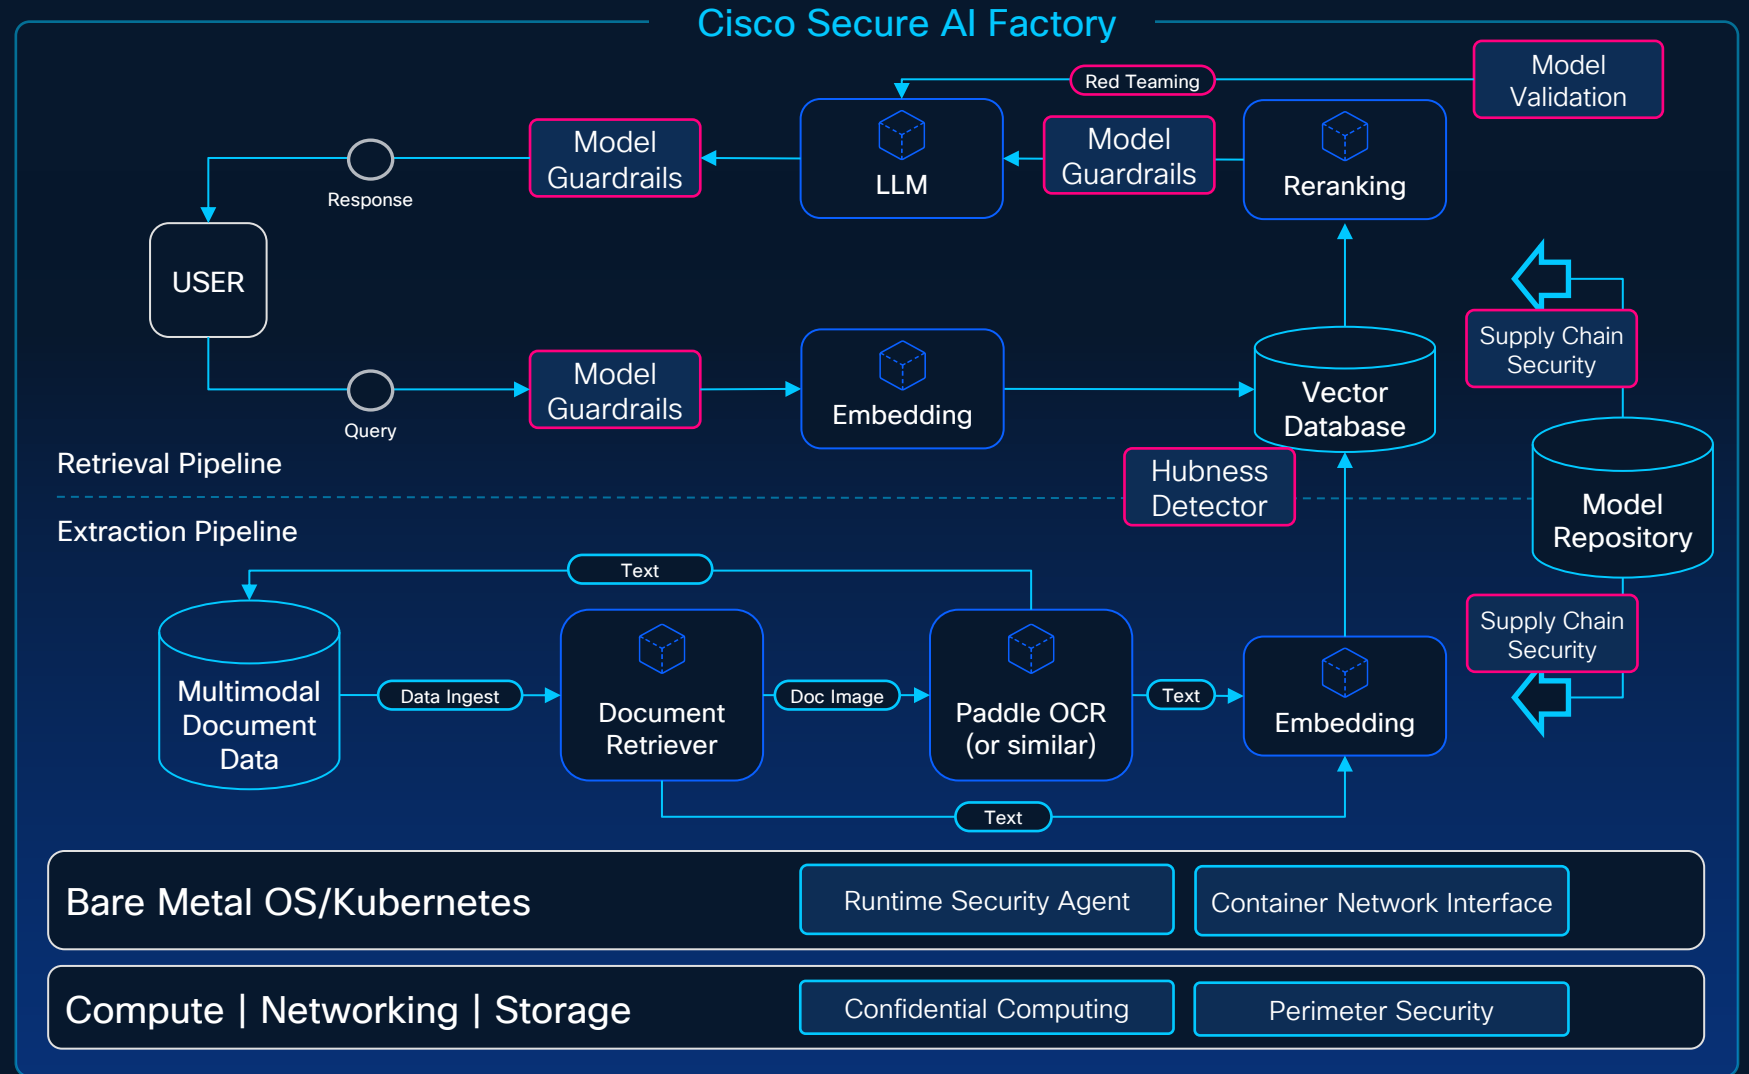 Cisco Secure AI Factory
Model
Validation
Red Teaming
Model
Guardrails
LLM
Model
Guardrails
Reranking
Response
USER
Supply Chain
Security
Query
Model
Guardrails
Embedding
Vector
Database
Retrieval Pipeline
Hubness
Detector
Model
Repository
Extraction Pipeline
Text
Multimodal
Document
Data
Data Ingest
Document
Retriever
Doc Image
Paddle OCR
(or similar)
Text
Embedding
Supply Chain
Security
Text
Bare Metal OS/Kubernetes
Runtime Security Agent
Container Network Interface
Compute | Networking | Storage
Confidential Computing
Perimeter Security